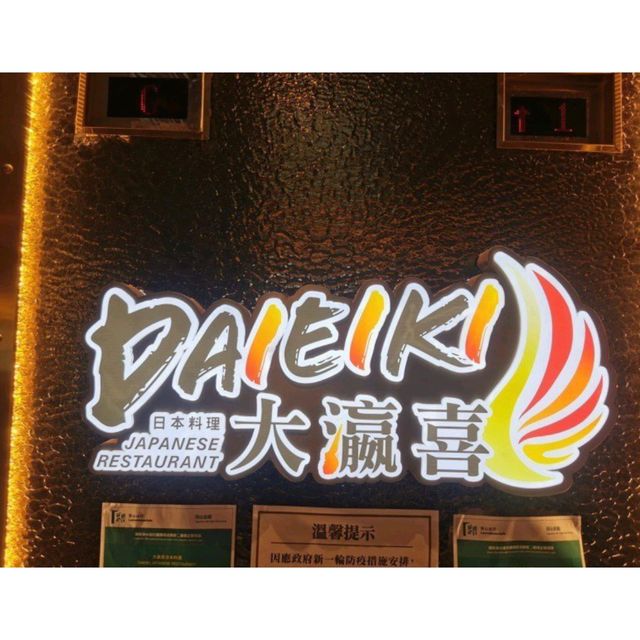 0
↑ 1
DAIEIKI
日本料理
JAPANESE
RESTAURANT
大瀛喜
溫馨提示
因應政府新一輪防疫措施安排，